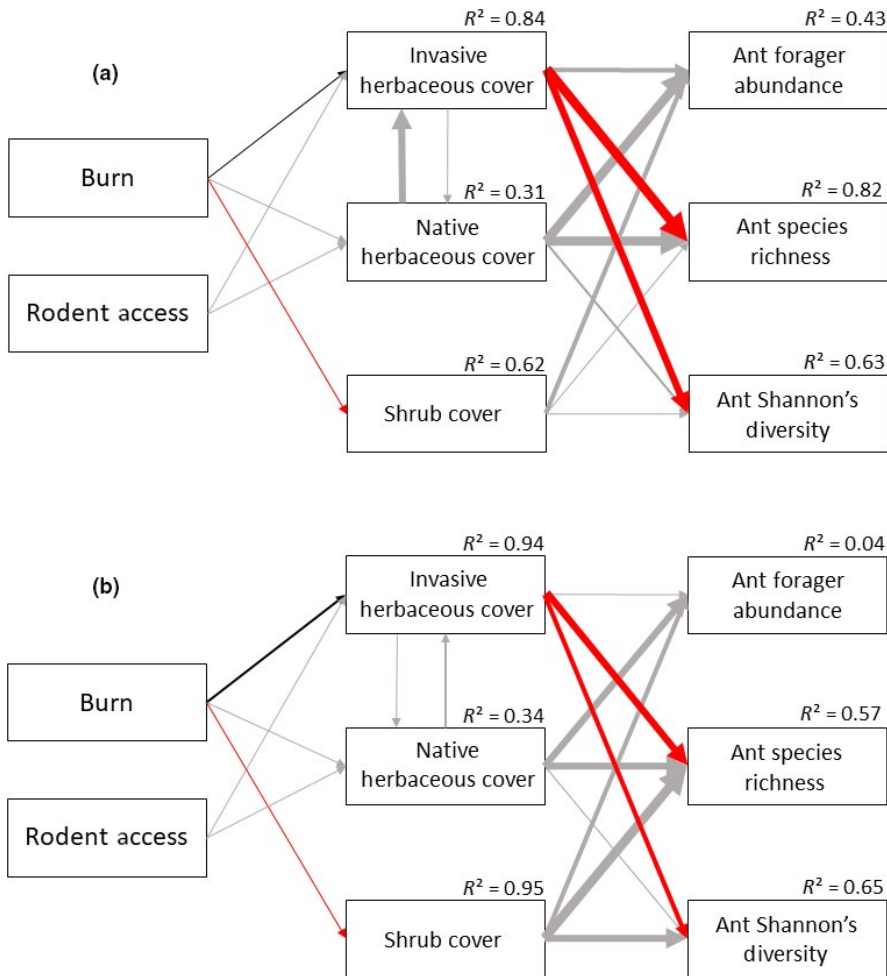 R² = 0.84
R² = 0.43
(a)
Invasive
herbaceous cover
Ant forager
abundance
Burn
R² = 0.31
R² = 0.82
Native
herbaceous cover
Ant species
richness
Rodent access
R² = 0.62
R² = 0.63
Shrub cover
Ant Shannon’s
diversity
R² = 0.94
R² = 0.04
(b)
Invasive
herbaceous cover
Ant forager
abundance
Burn
R² = 0.34
R² = 0.57
Native
herbaceous cover
Ant species
richness
Rodent access
R² = 0.95
R² = 0.65
Shrub cover
Ant Shannon’s
diversity